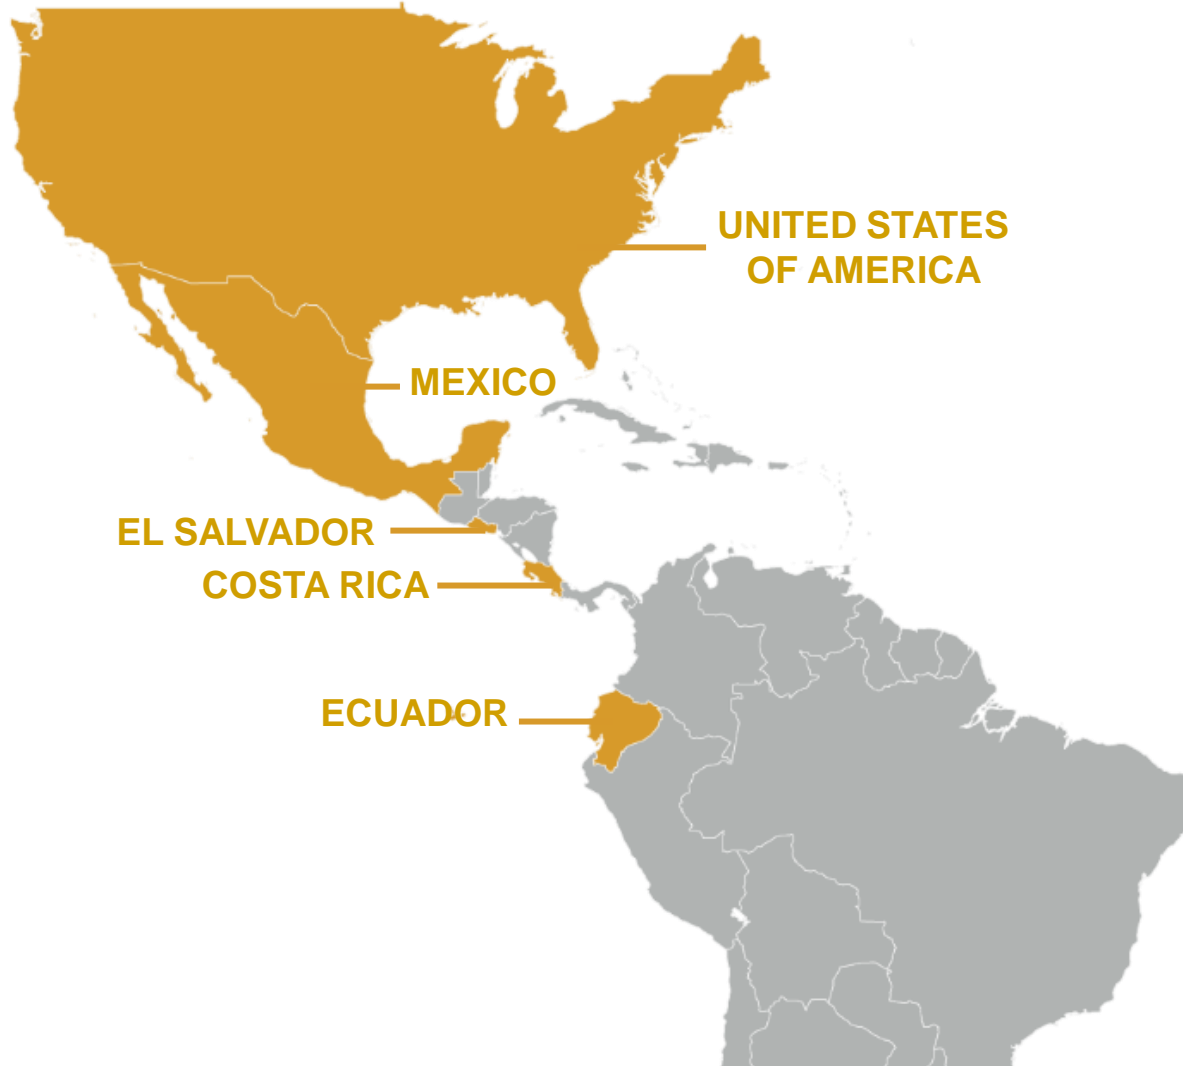 UNITED STATES
OF AMERICA
MEXICO
EL SALVADOR
COSTA RICA
ECUADOR